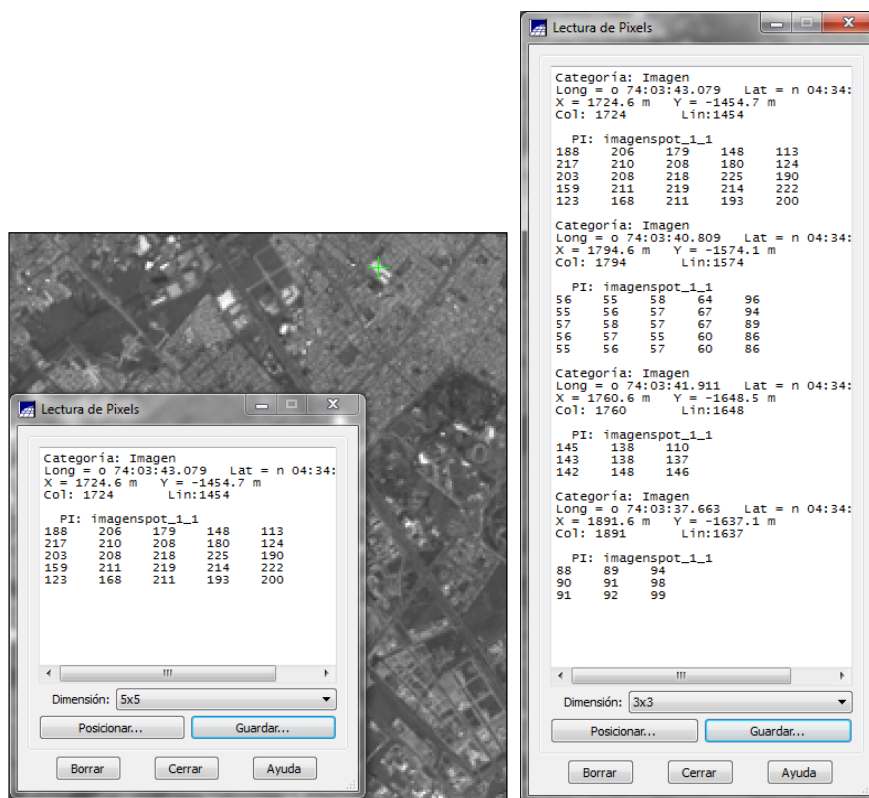 Lectura de Pixels
Categoría: Imagen
Long = o 74:03:43.079 Lat = n 04:34:
X = 1724.6 m Y = -1454.7 m
Col: 1724 Lin:1454
PI: imagenspot_1_1
188 206 179 148 113
217 210 208 180 124
203 208 218 225 190
159 211 219 214 222
123 168 211 193 200
Dimensión: 5x5
Posicionar... Guardar...
Borrar Cerrar Ayuda
Lectura de Pixels
Categoría: Imagen
Long = o 74:03:43.079 Lat = n 04:34:
X = 1724.6 m Y = -1454.7 m
Col: 1724 Lin:1454
PI: imagenspot_1_1
188 206 179 148 113
217 210 208 180 124
203 208 218 225 190
159 211 219 214 222
123 168 211 193 200
Categoría: Imagen
Long = o 74:03:40.809 Lat = n 04:34:
X = 1794.6 m Y = -1574.1 m
Col: 1794 Lin:1574
PI: imagenspot_1_1
56 55 58 64 96
55 56 57 67 94
57 58 57 67 89
56 57 55 60 86
55 56 57 60 86
Categoría: Imagen
Long = o 74:03:41.911 Lat = n 04:34:
X = 1760.6 m Y = -1648.5 m
Col: 1760 Lin:1648
PI: imagenspot_1_1
145 138 110
143 138 137
142 148 146
Categoría: Imagen
Long = o 74:03:37.663 Lat = n 04:34:
X = 1891.6 m Y = -1637.1 m
Col: 1891 Lin:1637
PI: imagenspot_1_1
88 89 94
90 91 98
91 92 99
Dimensión: 3x3
Posicionar... Guardar...
Borrar Cerrar Ayuda